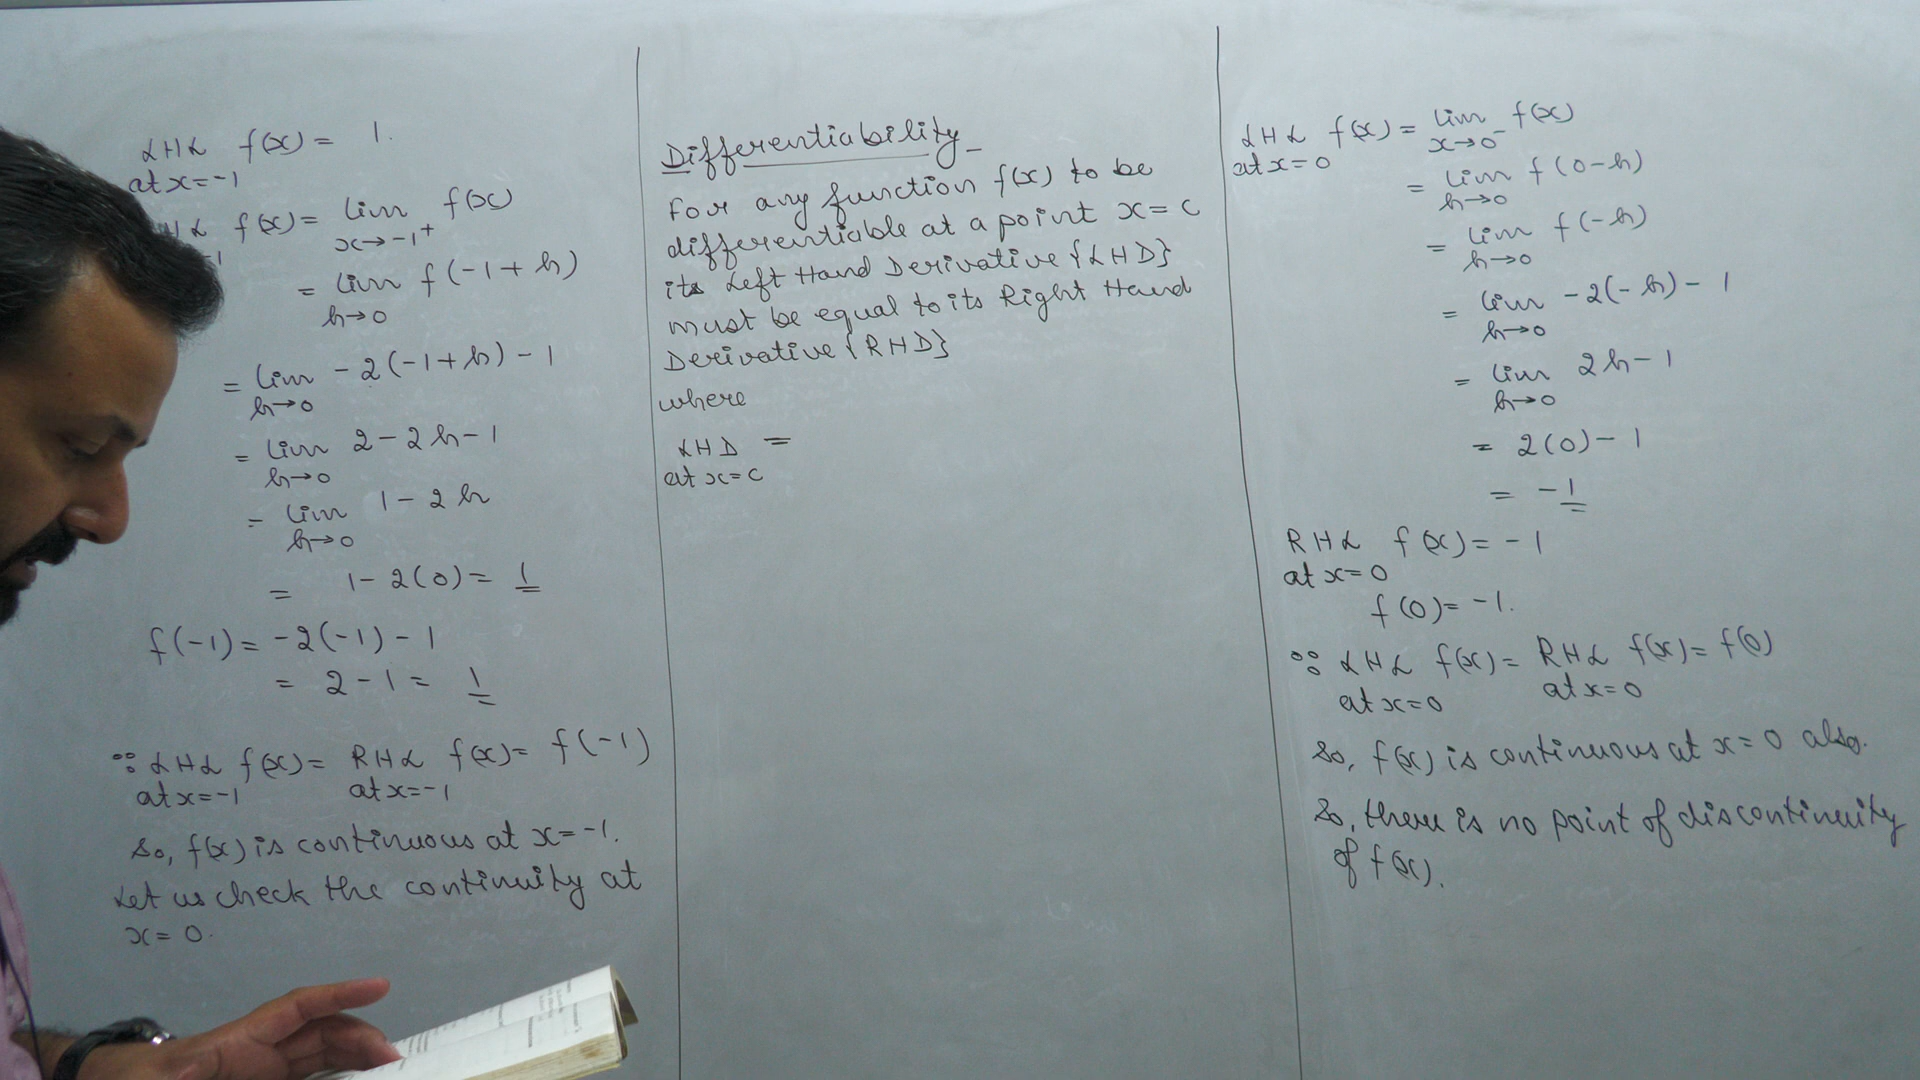 LHL f(x) = 1.
at x=-1
f(x) = lim f(x)
x→-1⁺
= lim f(-1+h)
h→0
= lim -2(-1+h)-1
h→0
= lim 2-2h-1
h→0
= lim 1-2h
h→0
= 1-2(0) = 1
f(-1) = -2(-1)-1
= 2-1 = 1
∵ LHL f(x) = RHL f(x) = f(-1)
at x=-1 at x=-1
So, f(x) is continuous at x=-1.
Let us check the continuity at
x=0.
Differentiability
For any function f(x) to be
differentiable at a point x=c
its Left Hand Derivative {LHD}
must be equal to its Right Hand
Derivative {RHD}
where
LHD =
at x=c
LHL f(x) = lim f(x)
at x=0 x→0⁻
= lim f(0-h)
h→0
= lim f(-h)
h→0
= lim -2(-h)-1
h→0
= lim 2h-1
h→0
= 2(0)-1
= -1
RHL f(x) = -1
at x=0
f(0) = -1.
∵ LHL f(x) = RHL f(x) = f(0)
at x=0 at x=0
So, f(x) is continuous at x=0 also.
So, there is no point of discontinuity
of f(x).